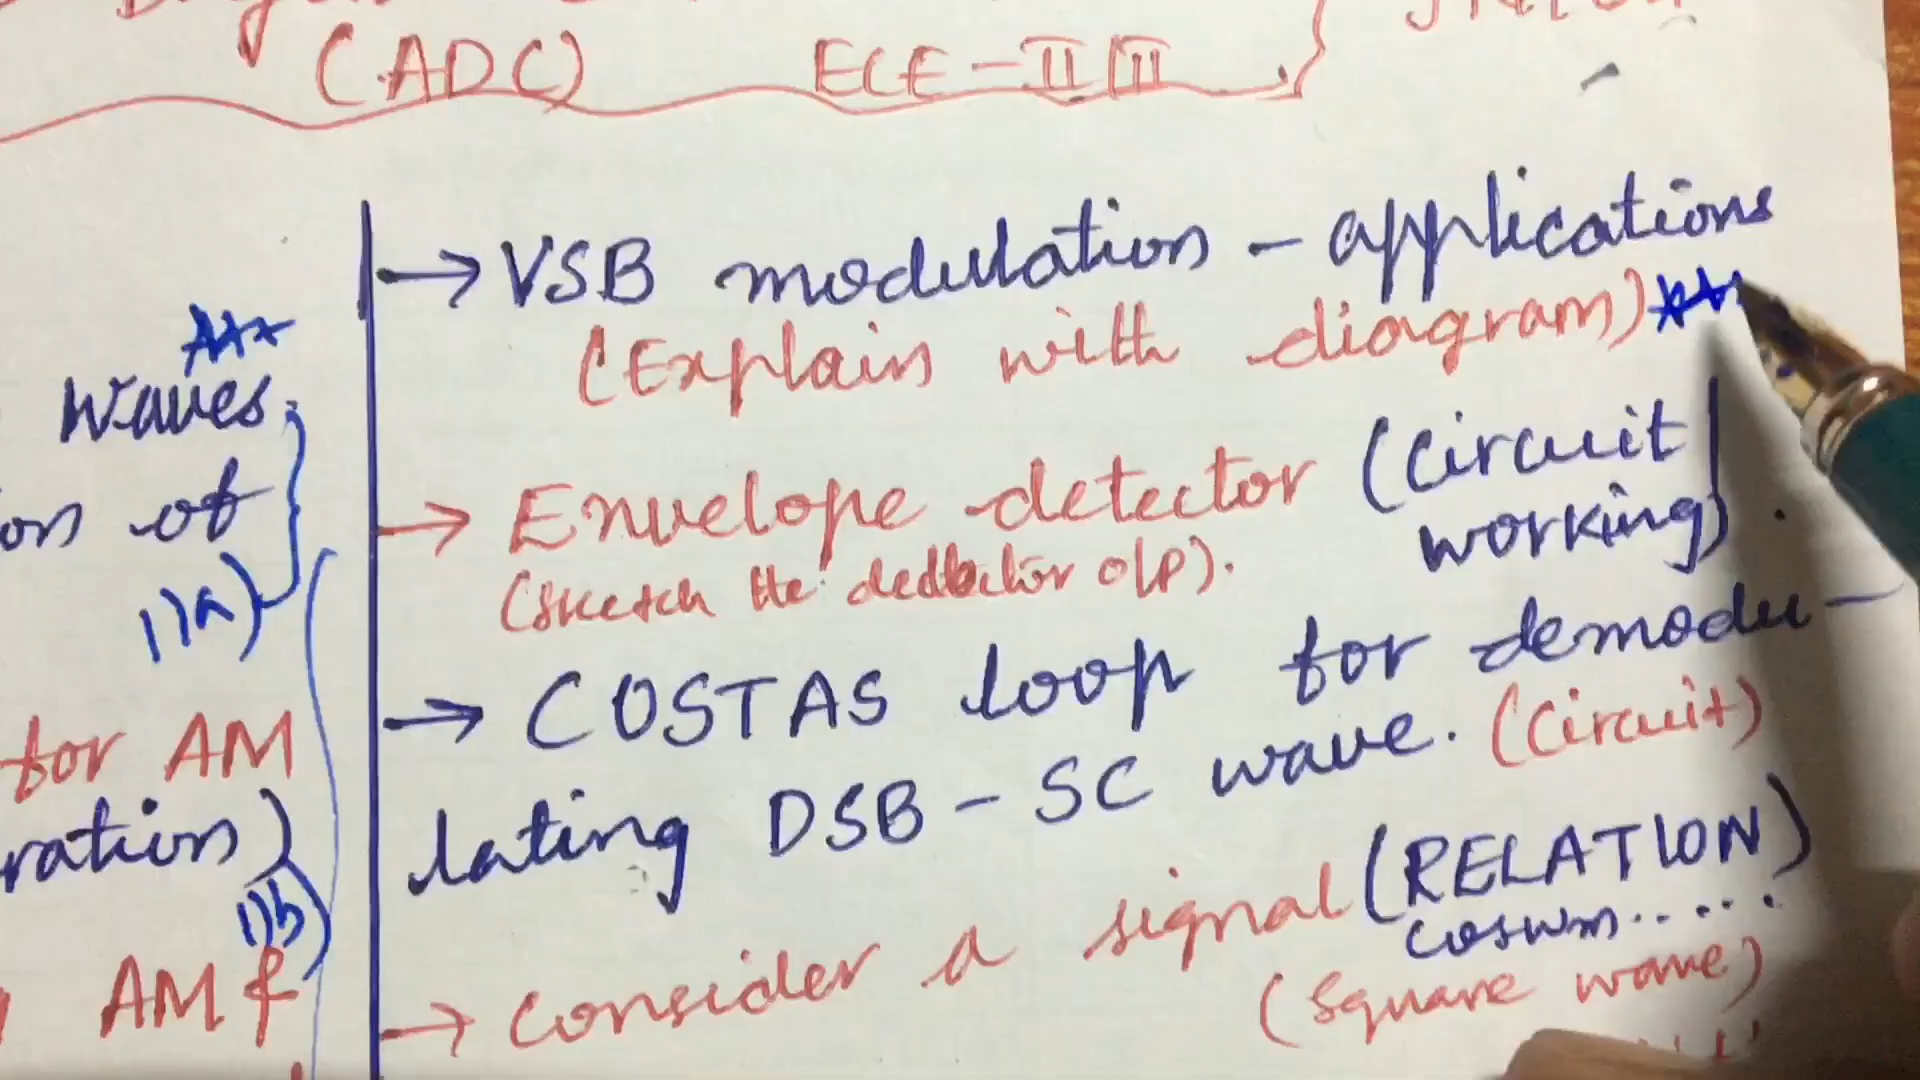 (ADC) ECE-II/II
waves.
on of
1)a)
for AM
ration)
1)b)
AM &
→ VSB modulation - applications
(Explain with diagram)
→ Envelope detector (circuit/
working).
(Sketch the detector o/p).
→ COSTAS loop for demodu-
lating DSB-SC wave. (Circuit)
→ Consider a signal (RELATION)
coswm.....
(Square wave)